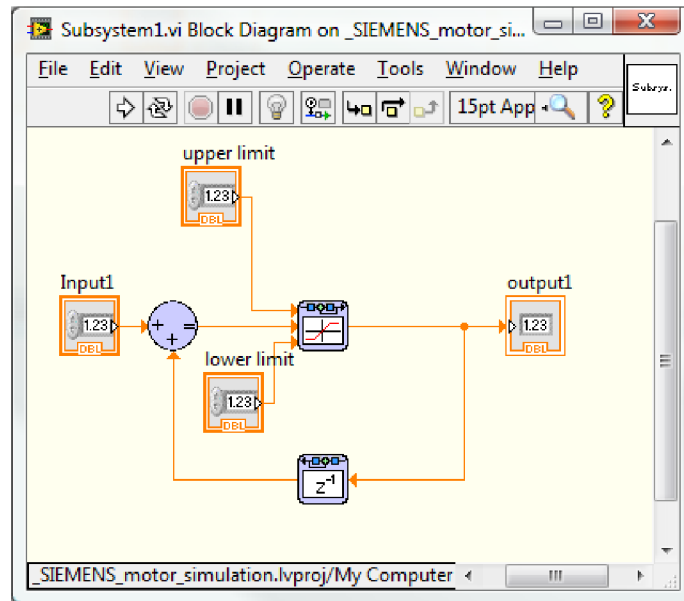 Subsystem1.vi Block Diagram on _SIEMENS_motor_si...
File Edit View Project Operate Tools Window Help
Subsys.
15pt App
upper limit
1.23
DBL
Input1
1.23
DBL
+ + =
output1
1.23
DBL
lower limit
1.23
DBL
z⁻¹
_SIEMENS_motor_simulation.lvproj/My Computer